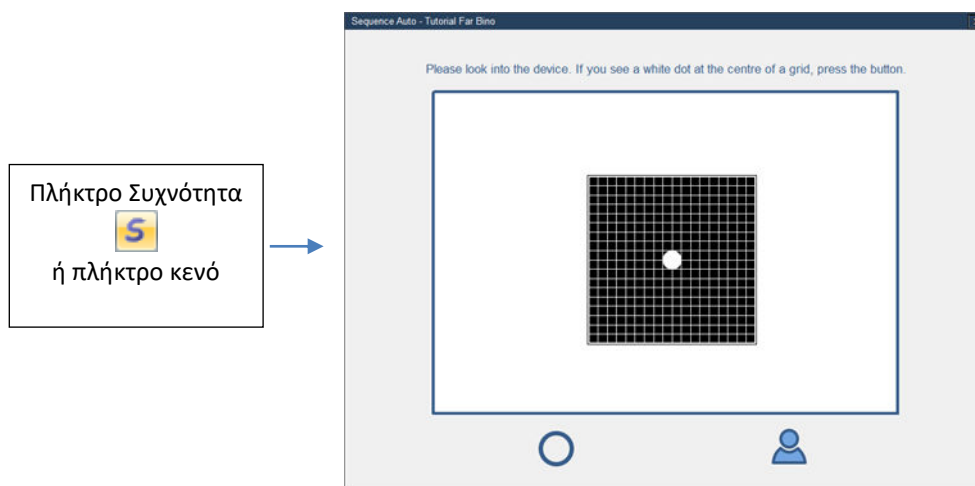 Πλήκτρο Συχνότητα
S
ή πλήκτρο κενό
Sequence Auto - Tutorial Far Bino
Please look into the device. If you see a white dot at the centre of a grid, press the button.